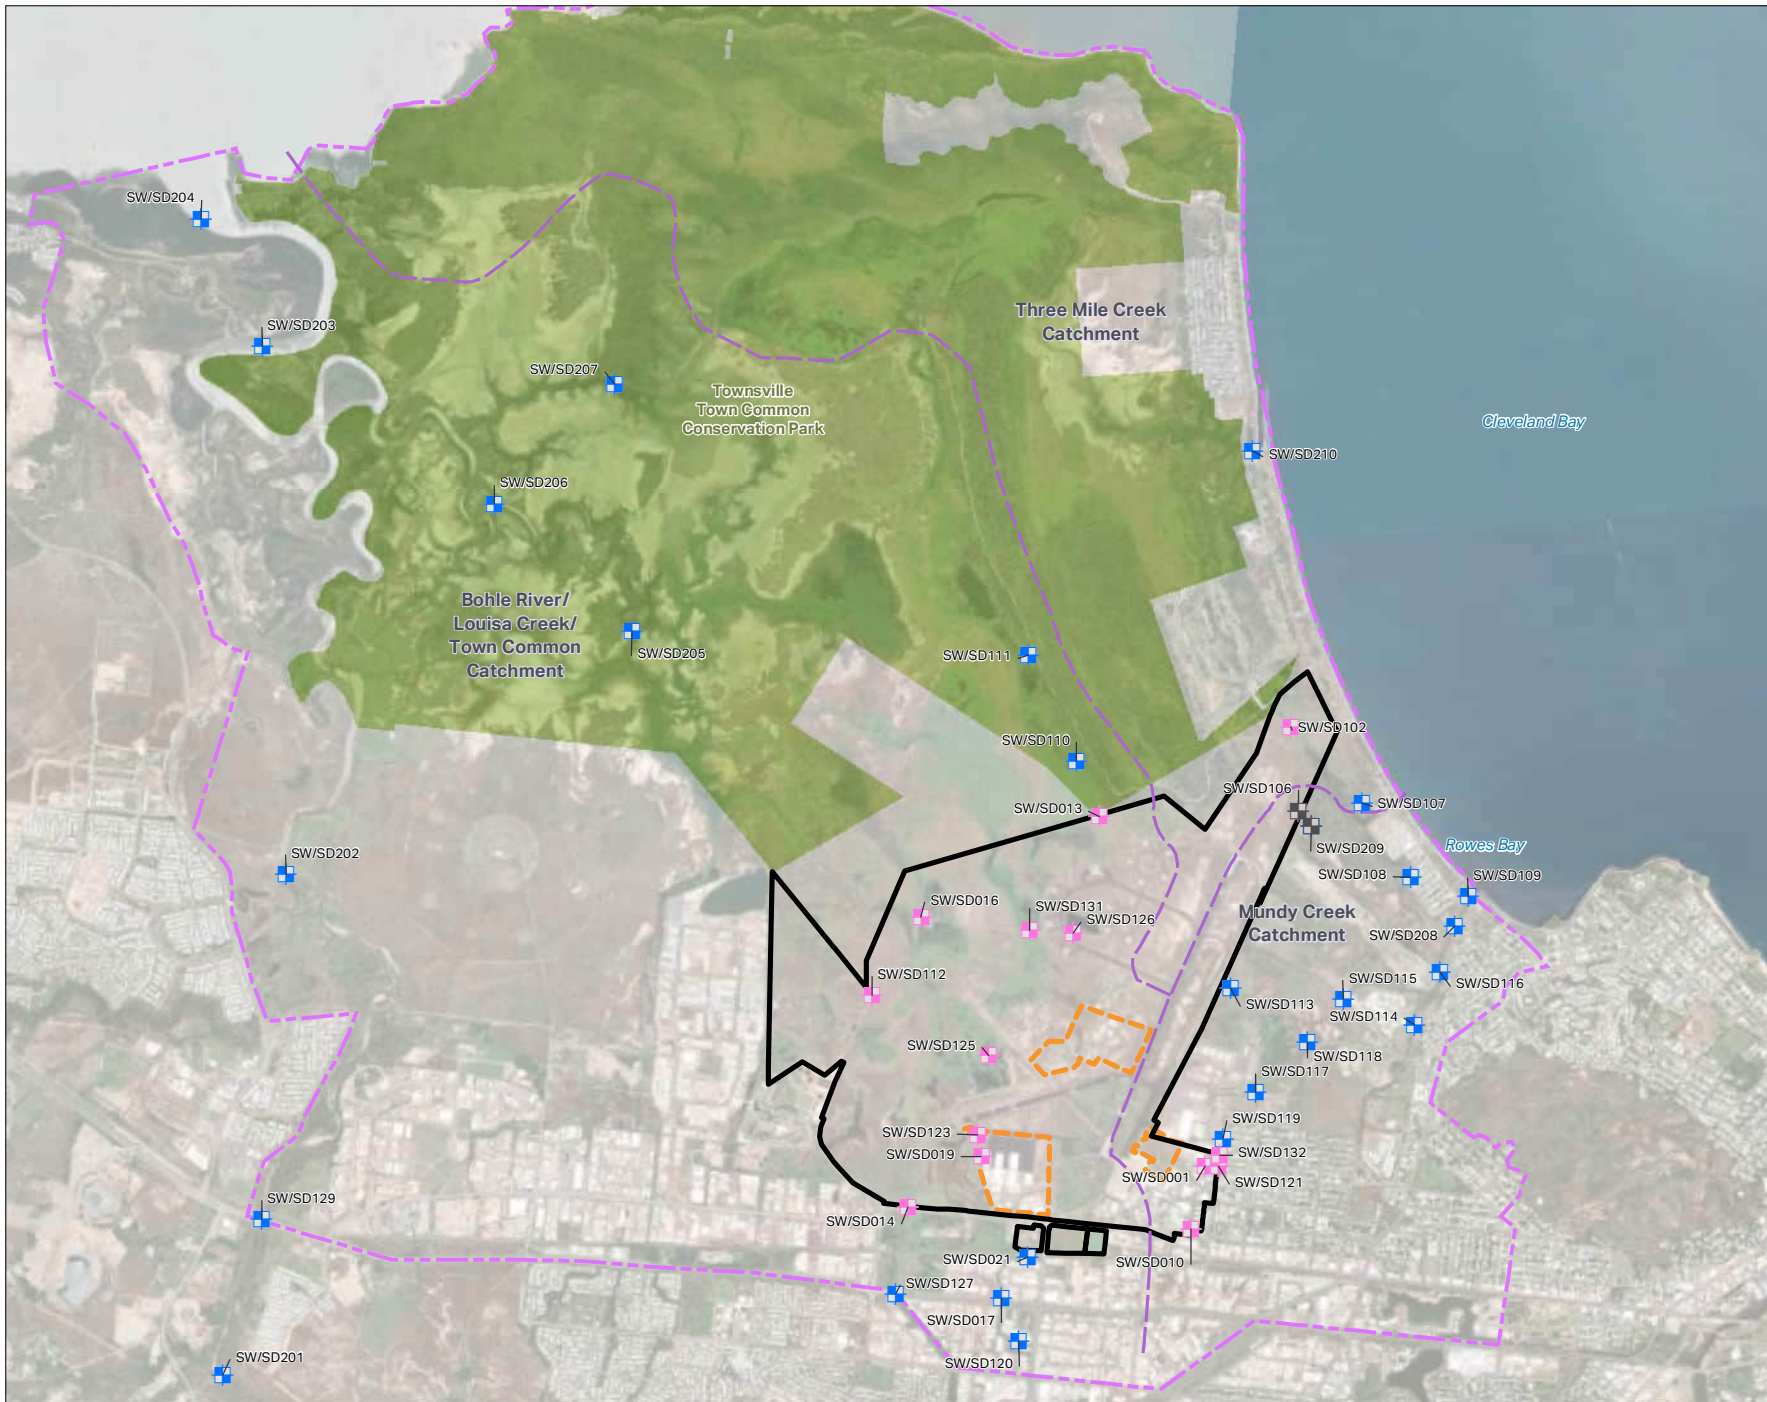 SW/SD204
Three Mile Creek
Catchment
SW/SD203
SW/SD207
Townsville
Town Common
Conservation Park
Cleveland Bay
SW/SD210
SW/SD206
Bohle River/
Louisa Creek/
Town Common
Catchment
SW/SD205
SW/SD111
SW/SD102
SW/SD110
SW/SD106
SW/SD013
SW/SD107
SW/SD209
Rowes Bay
SW/SD202
SW/SD108
SW/SD109
SW/SD016
SW/SD131
SW/SD126
Mundy Creek
Catchment
SW/SD208
SW/SD112
SW/SD115
SW/SD116
SW/SD113
SW/SD114
SW/SD125
SW/SD118
SW/SD117
SW/SD119
SW/SD123
SW/SD019
SW/SD132
SW/SD001
SW/SD121
SW/SD129
SW/SD014
SW/SD021
SW/SD010
SW/SD127
SW/SD017
SW/SD201
SW/SD120